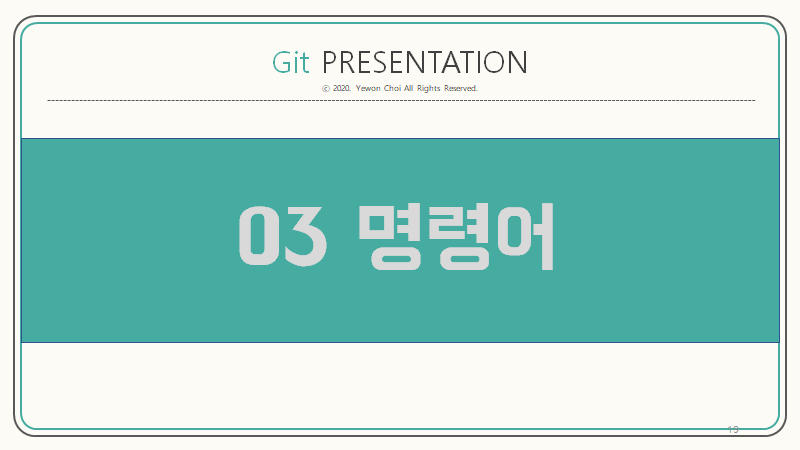 Git PRESENTATION
© 2020. Yewon Choi All Rights Reserved.
03 명령어